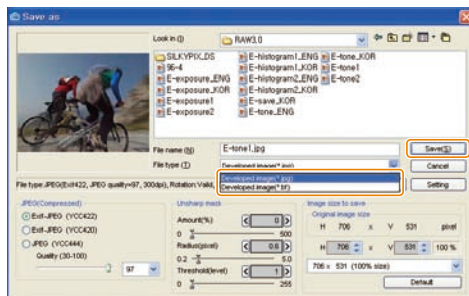 Save as
Look in (I) RAW3.0
SILKYPIX_DS
96-4
E-exposure_ENG
E-exposure_KOR
E-exposure1
E-exposure2
E-histogram1_ENG
E-histogram1_KOR
E-histogram2_ENG
E-histogram2_KOR
E-save_KOR
E-tone_ENG
E-tone_KOR
E-tone1
E-tone2
File name (N) E-tone1.jpg Save(S)
File type (T) Developed image(*.jpg) Cancel
Developed image(*.jpg)
Developed image(*.tif)
File type:JPEG(Exif422, JPEG quality=97, 300dpi), Rotation:Valid, Setting
JPEG(Compressed)
Exif-JPEG (YCC422)
Exif-JPEG (YCC420)
JPEG (YCC444)
Quality (30-100)
97
Unsharp mask
Amount(%) 0
0 500
Radius(pixel) 0.6
0.2 5.0
Threshold(level) 1
0 255
Image size to save
Original image size
H 706 x V 531 pixel
H 706 x V 531 100 %
706 x 531 (100% size)
Default